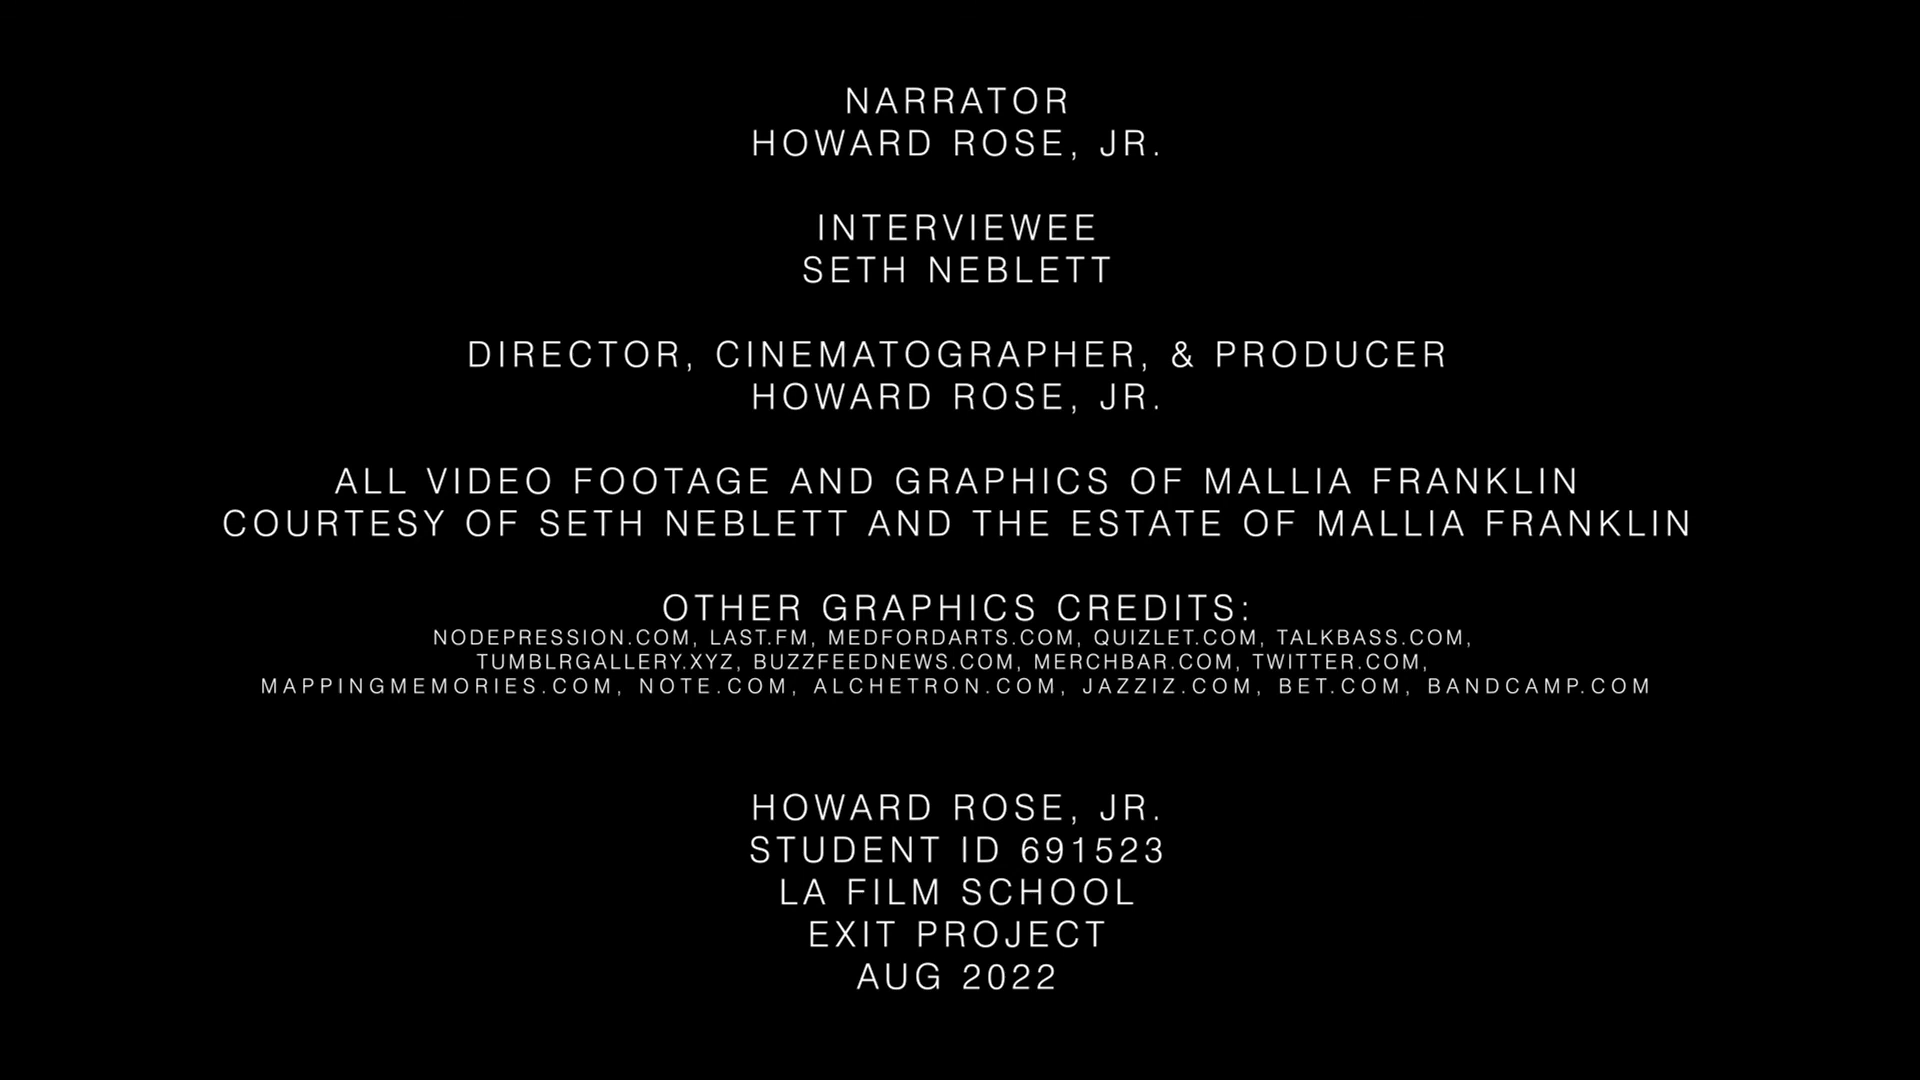 NARRATOR
HOWARD ROSE, JR.
INTERVIEWEE
SETH NEBLETT
DIRECTOR, CINEMATOGRAPHER, & PRODUCER
HOWARD ROSE, JR.
ALL VIDEO FOOTAGE AND GRAPHICS OF MALLIA FRANKLIN
COURTESY OF SETH NEBLETT AND THE ESTATE OF MALLIA FRANKLIN
OTHER GRAPHICS CREDITS:
NODEPRESSION.COM, LAST.FM, MEDFORDARTS.COM, QUIZLET.COM, TALKBASS.COM,
TUMBLRGALLERY.XYZ, BUZZFEEDNEWS.COM, MERCHBAR.COM, TWITTER.COM,
MAPPINGMEMORIES.COM, NOTE.COM, ALCHETRON.COM, JAZZIZ.COM, BET.COM, BANDCAMP.COM
HOWARD ROSE, JR.
STUDENT ID 691523
LA FILM SCHOOL
EXIT PROJECT
AUG 2022